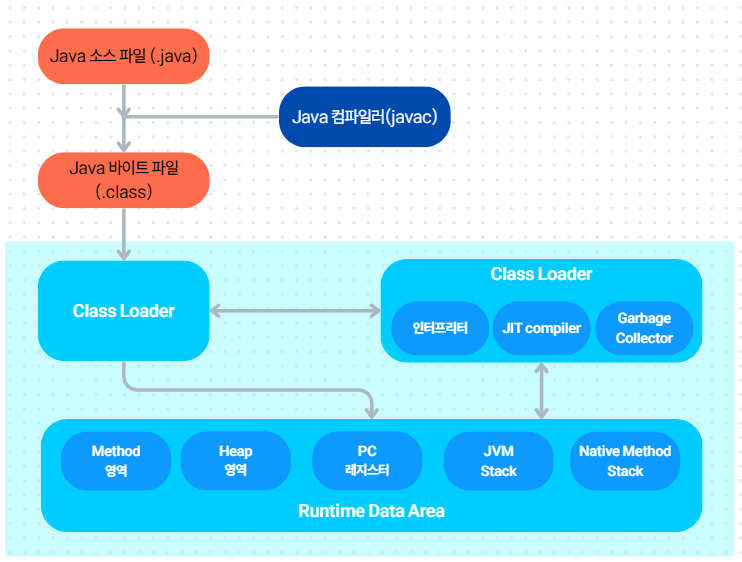 Java 소스 파일 (.java)
Java 컴파일러(javac)
Java 바이트 파일
(.class)
Class Loader
Class Loader
인터프리터
JIT compiler
Garbage
Collector
Method
영역
Heap
영역
PC
레지스터
JVM
Stack
Native Method
Stack
Runtime Data Area